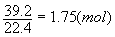 39.2/22.4 = 1.75(mol)